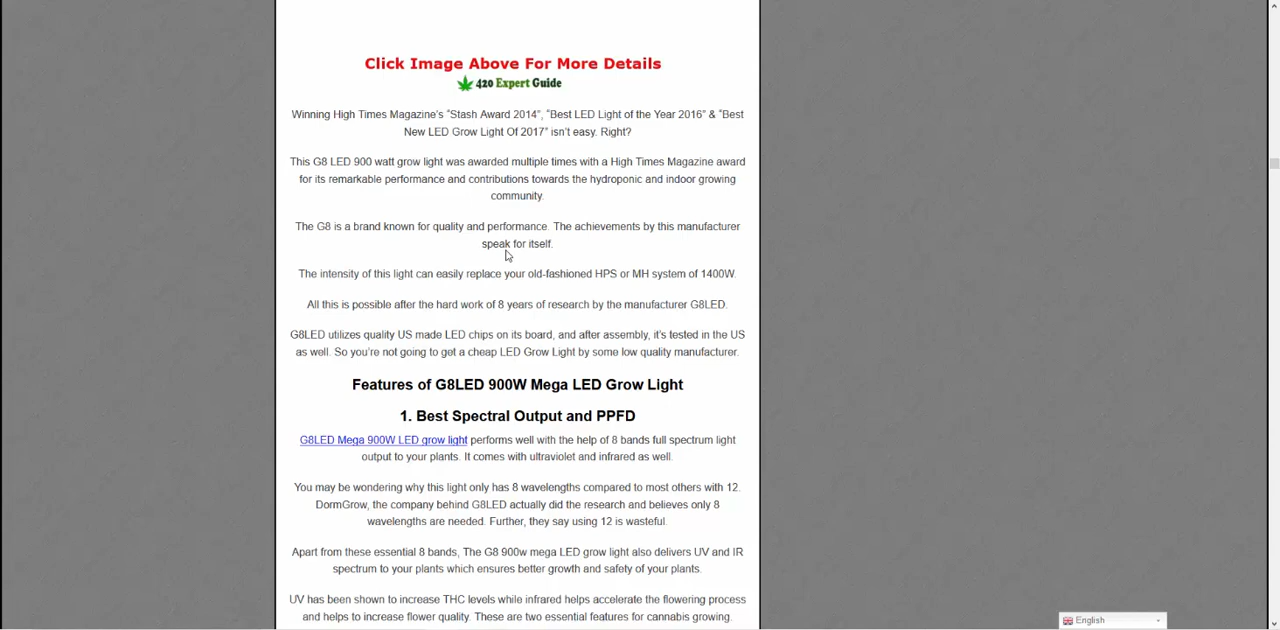 Click Image Above For More Details
420 Expert Guide
Winning High Times Magazine's "Stash Award 2014", "Best LED Light of the Year 2016" & "Best
New LED Grow Light Of 2017" isn't easy. Right?
This G8 LED 900 watt grow light was awarded multiple times with a High Times Magazine award
for its remarkable performance and contributions towards the hydroponic and indoor growing
community.
The G8 is a brand known for quality and performance. The achievements by this manufacturer
speak for itself.
The intensity of this light can easily replace your old-fashioned HPS or MH system of 1400W.
All this is possible after the hard work of 8 years of research by the manufacturer G8LED.
G8LED utilizes quality US made LED chips on its board, and after assembly, it's tested in the US
as well. So you're not going to get a cheap LED Grow Light by some low quality manufacturer.
Features of G8LED 900W Mega LED Grow Light
1. Best Spectral Output and PPFD
G8LED Mega 900W LED grow light performs well with the help of 8 bands full spectrum light
output to your plants. It comes with ultraviolet and infrared as well.
You may be wondering why this light only has 8 wavelengths compared to most others with 12.
DormGrow, the company behind G8LED actually did the research and believes only 8
wavelengths are needed. Further, they say using 12 is wasteful.
Apart from these essential 8 bands, The G8 900w mega LED grow light also delivers UV and IR
spectrum to your plants which ensures better growth and safety of your plants.
UV has been shown to increase THC levels while infrared helps accelerate the flowering process
and helps to increase flower quality. These are two essential features for cannabis growing.
English